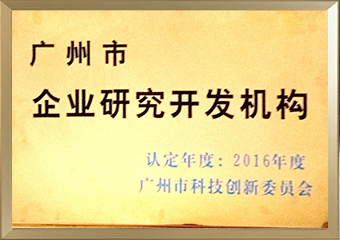 广州市
企业研究开发机构
认定年度：2016年度
广州市科技创新委员会